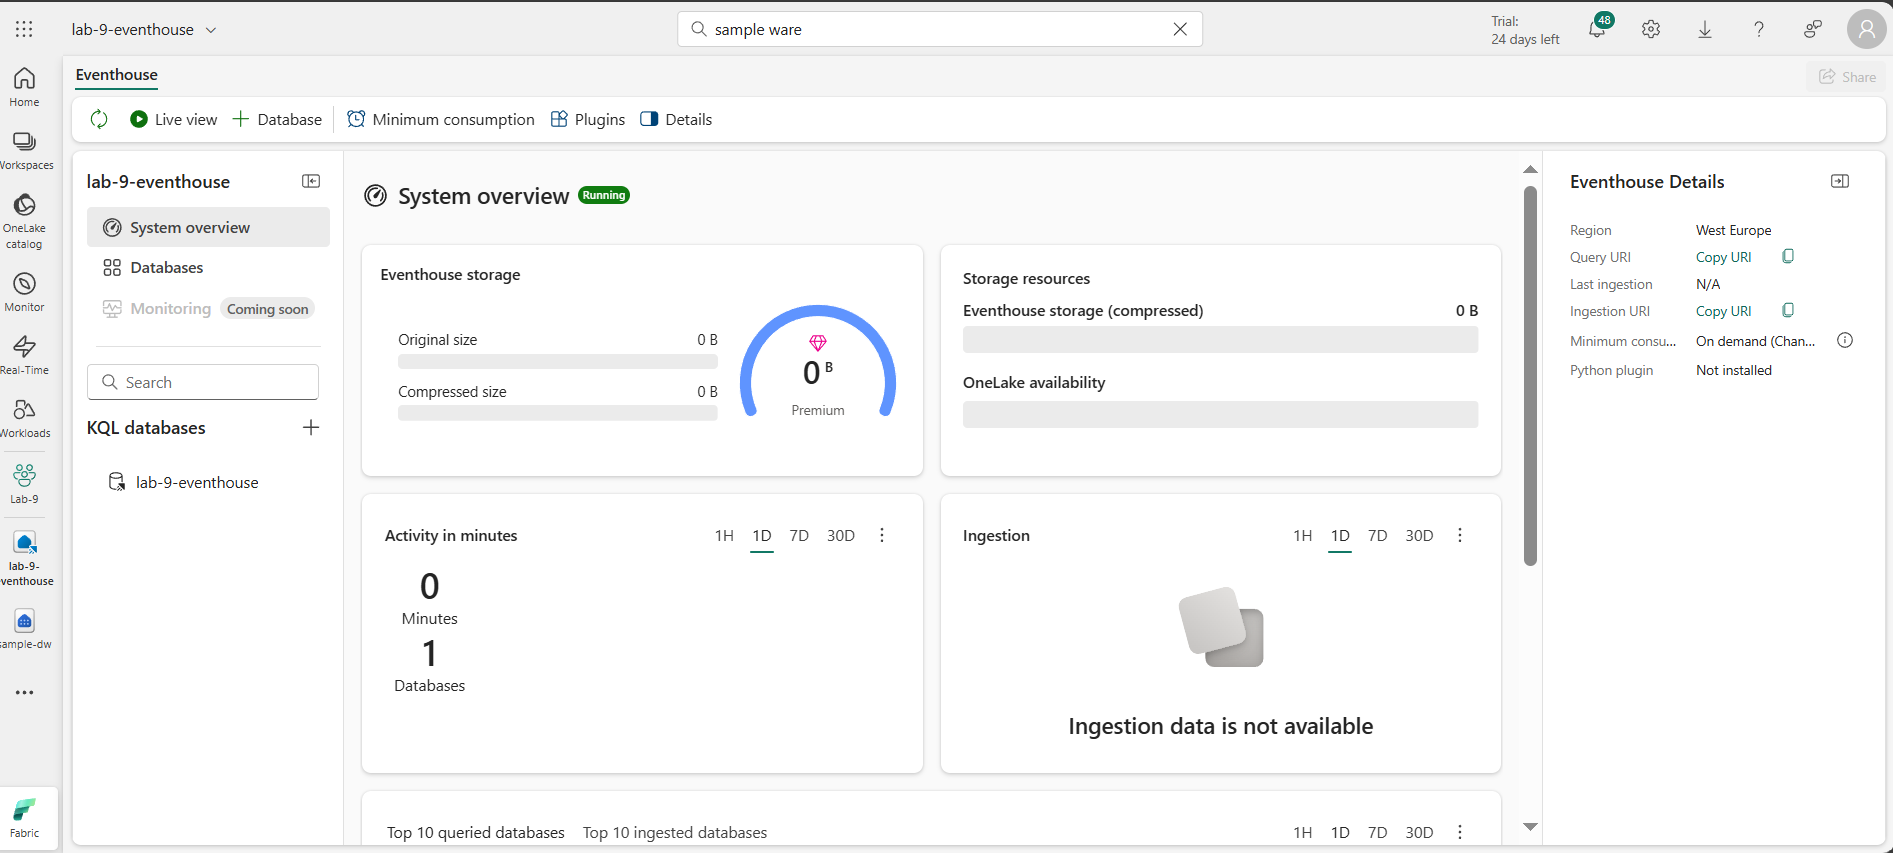 lab-9-eventhouse
sample ware
Trial:
24 days left
48
Home
Workspaces
OneLake
catalog
Monitor
Real-Time
Workloads
Lab-9
lab-9-
eventhouse
sample-dw
Fabric
Eventhouse
Share
Live view
Database
Minimum consumption
Plugins
Details
lab-9-eventhouse
System overview
Databases
Monitoring Coming soon
Search
KQL databases
lab-9-eventhouse
System overview Running
Eventhouse storage
Original size 0 B
Compressed size 0 B
0 B
Premium
Storage resources
Eventhouse storage (compressed) 0 B
OneLake availability
Activity in minutes 1H 1D 7D 30D
0
Minutes
1
Databases
Ingestion 1H 1D 7D 30D
Ingestion data is not available
Top 10 queried databases Top 10 ingested databases 1H 1D 7D 30D
Eventhouse Details
Region West Europe
Query URI Copy URI
Last ingestion N/A
Ingestion URI Copy URI
Minimum consu... On demand (Chan...
Python plugin Not installed